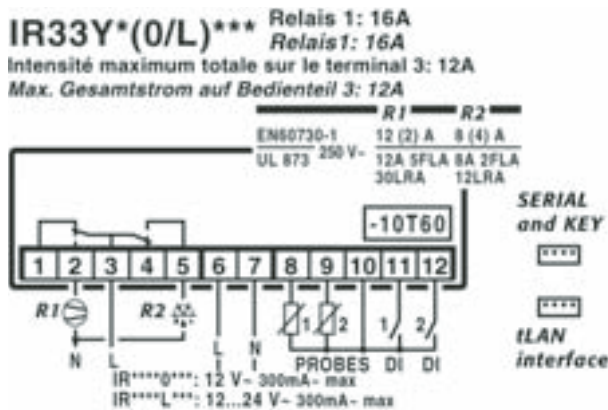 IR33Y*(0/L)*** Relais 1: 16A
Relais1: 16A
Intensité maximum totale sur le terminal 3: 12A
Max. Gesamtstrom auf Bedienteil 3: 12A
R1 R2
EN60730-1 250 V~ 12 (2) A 8 (4) A
UL 873 12A 5FLA 8A 2FLA
30LRA 12LRA
-10T60
SERIAL
and KEY
1 2 3 4 5 6 7 8 9 10 11 12
R1 R2 1 2 1 2
N L L N PROBES DI DI
tLAN
interface
IR****0***: 12 V~ 300mA~ max
IR****L***: 12...24 V~ 300mA~ max